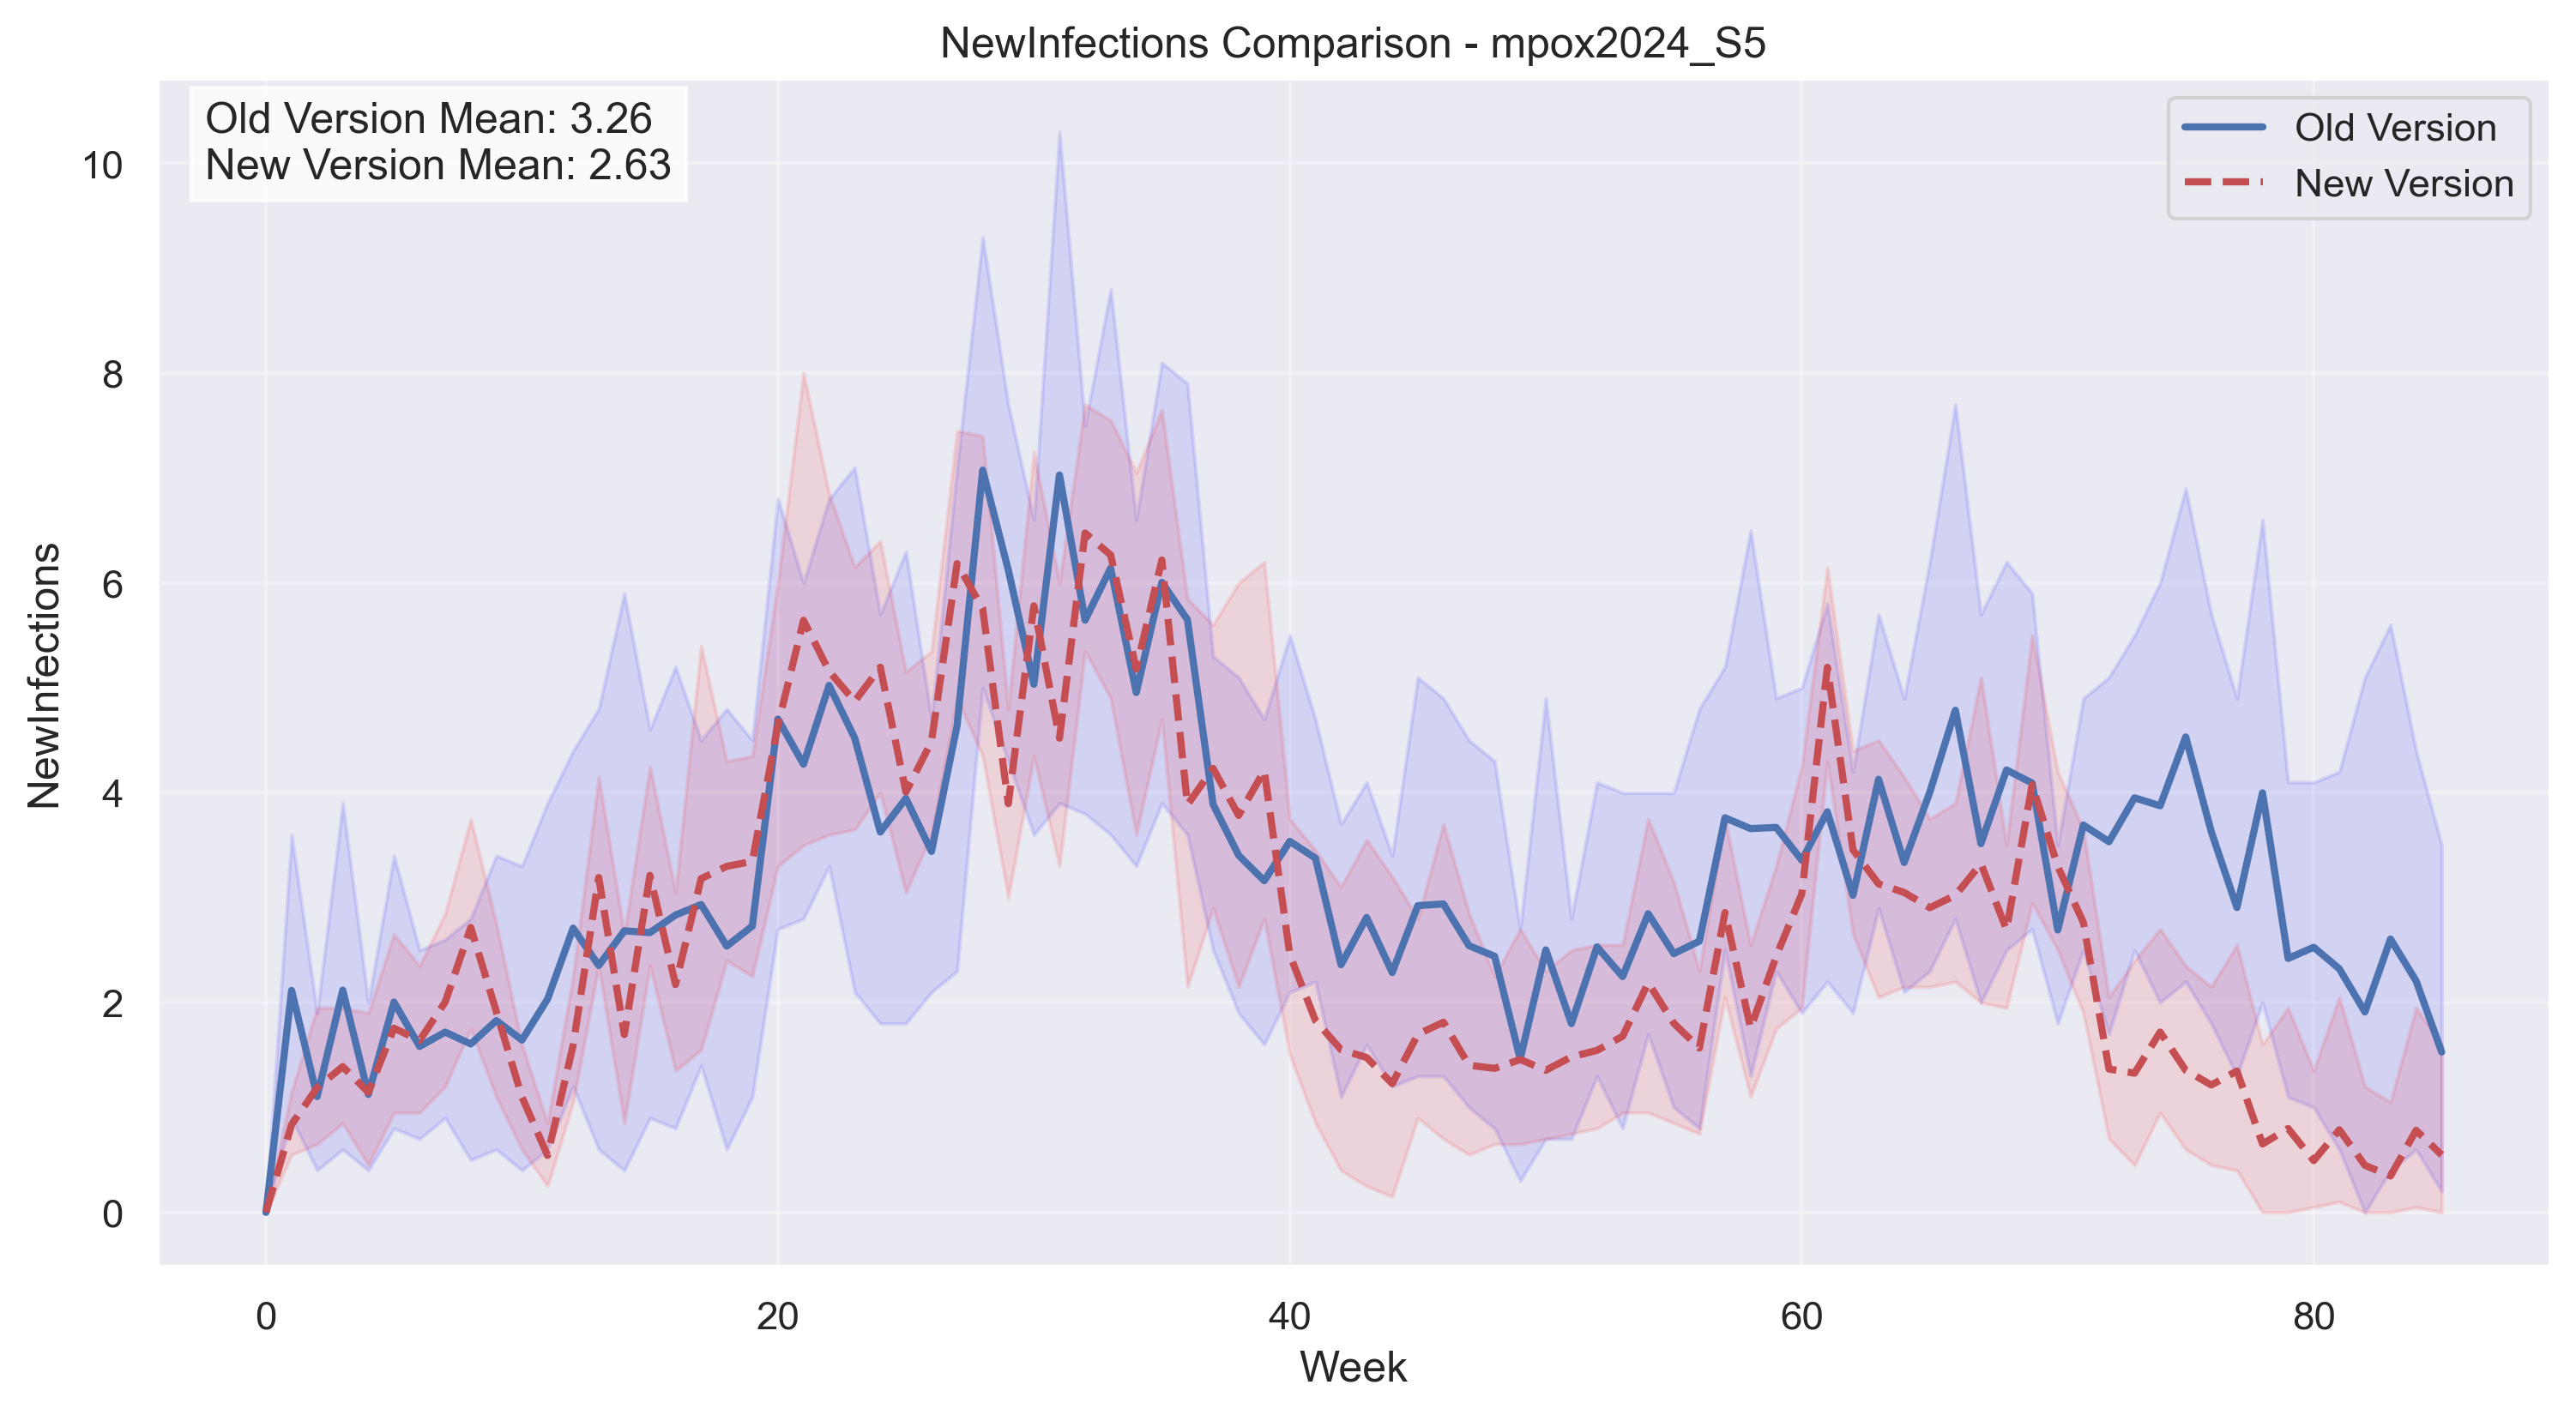 NewInfections Comparison - mpox2024_S5
Old Version Mean: 3.26
New Version Mean: 2.63
Old Version
New Version
NewInfections
10
8
6
4
2
0
0
20
40
60
80
Week